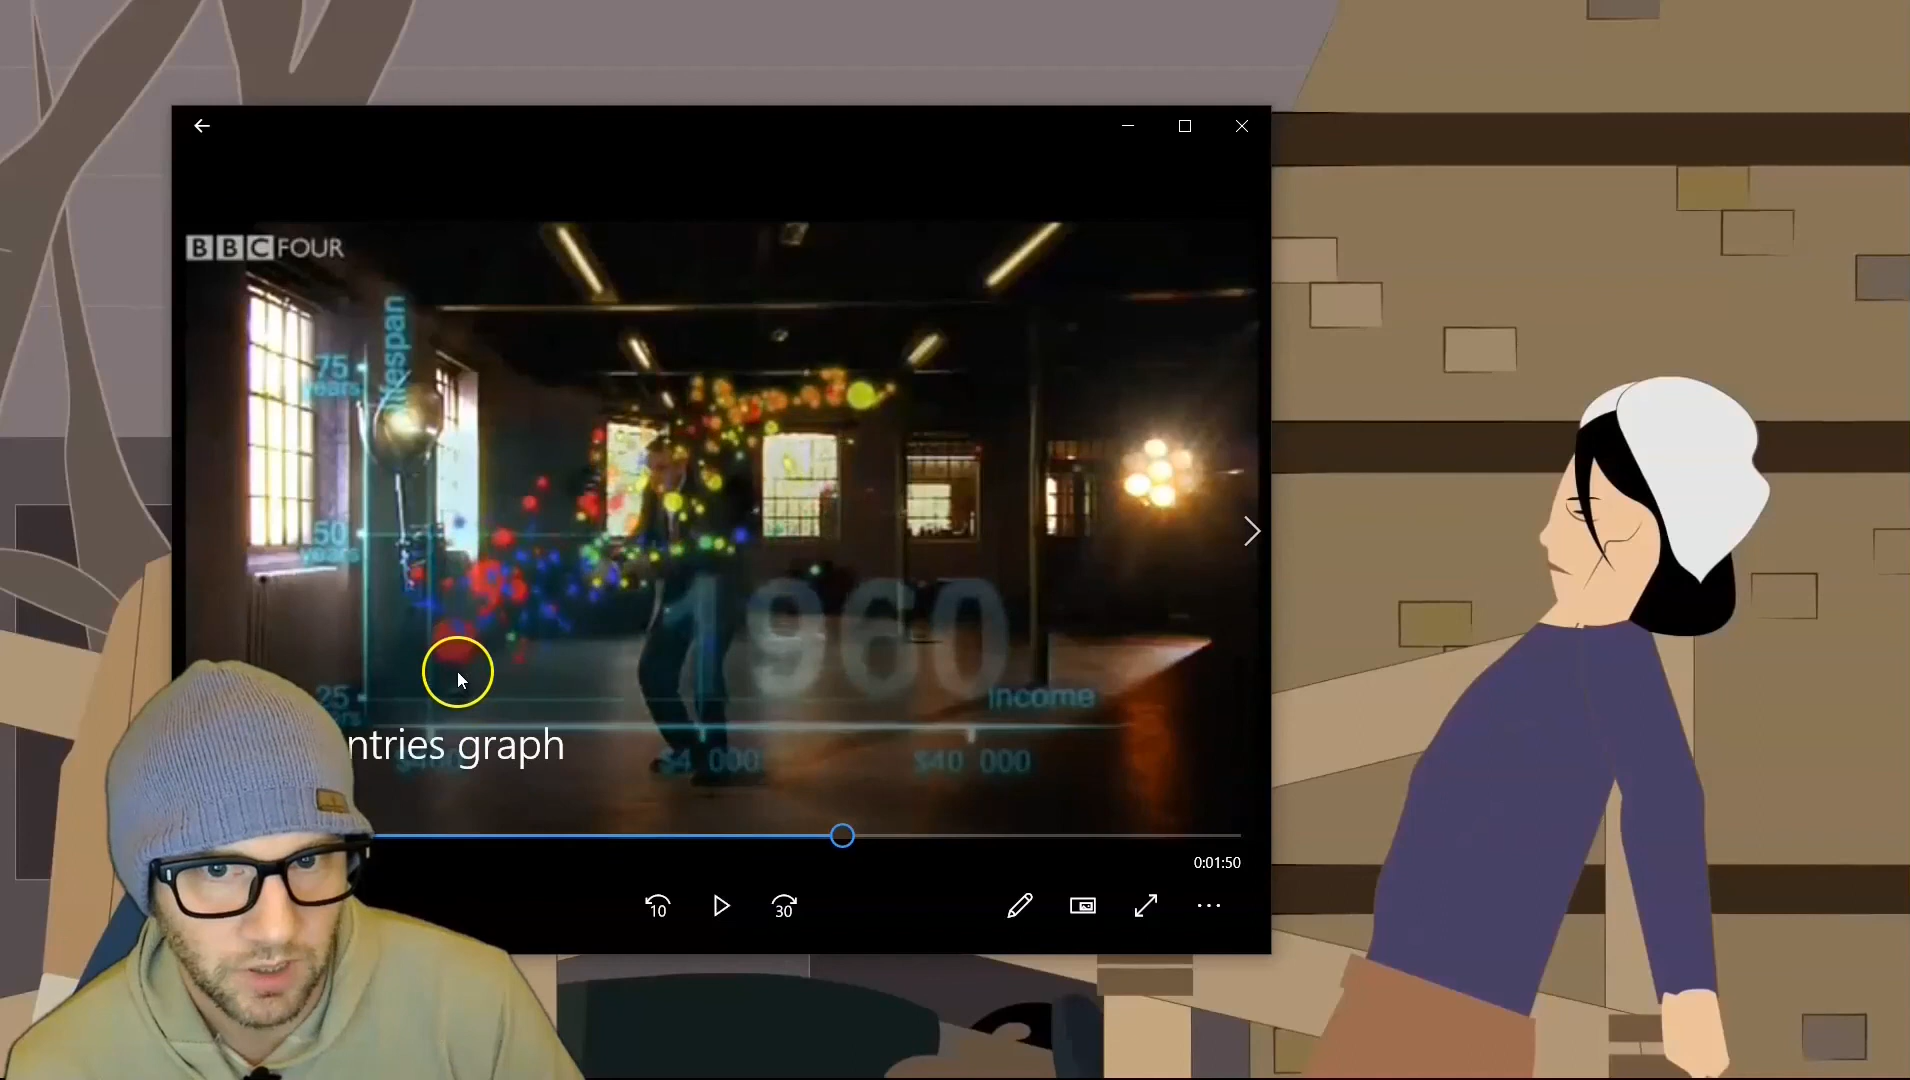 BBC FOUR
lifespan
75
years
50
years
1960
25
Income
ntries graph
$4 000
$40 000
0:01:50
10
30